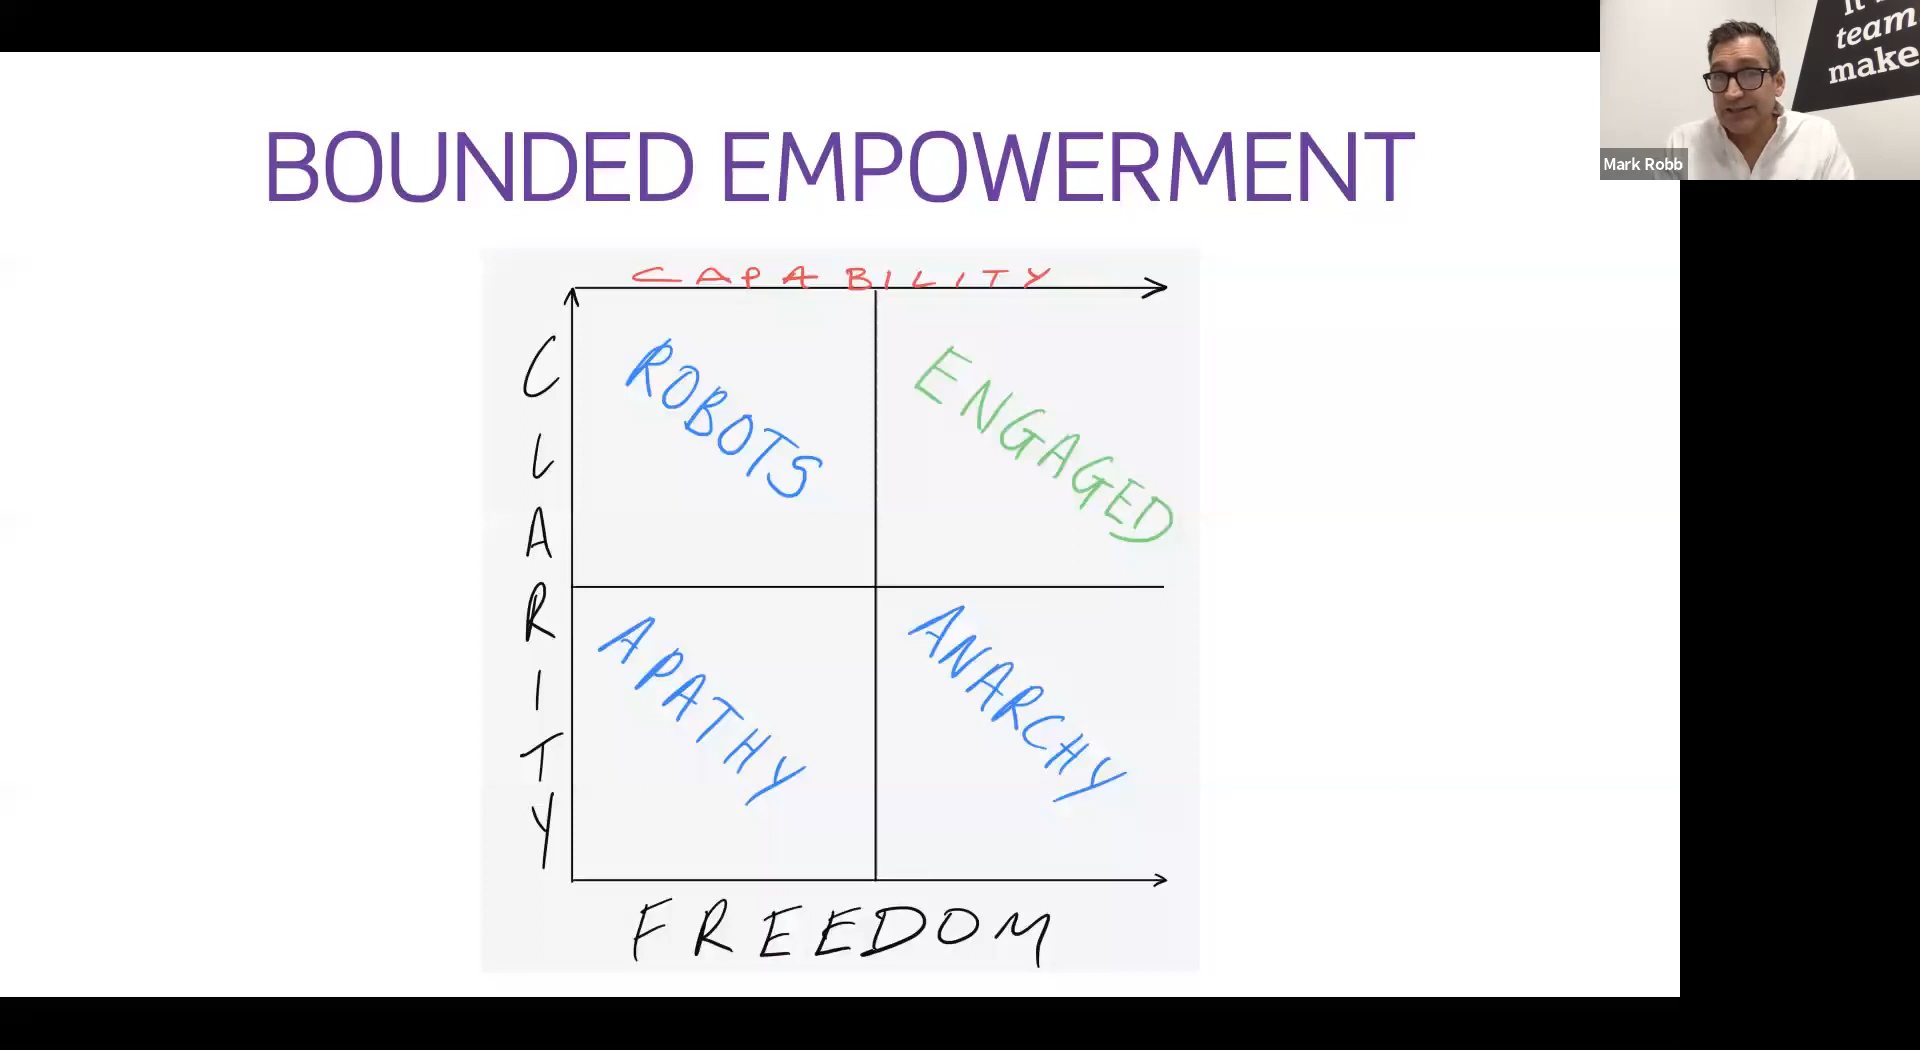 BOUNDED EMPOWERMENT
CAPABILITY
CLARITY
ROBOTS
ENGAGED
APATHY
ANARCHY
FREEDOM
team
make
Mark Robb